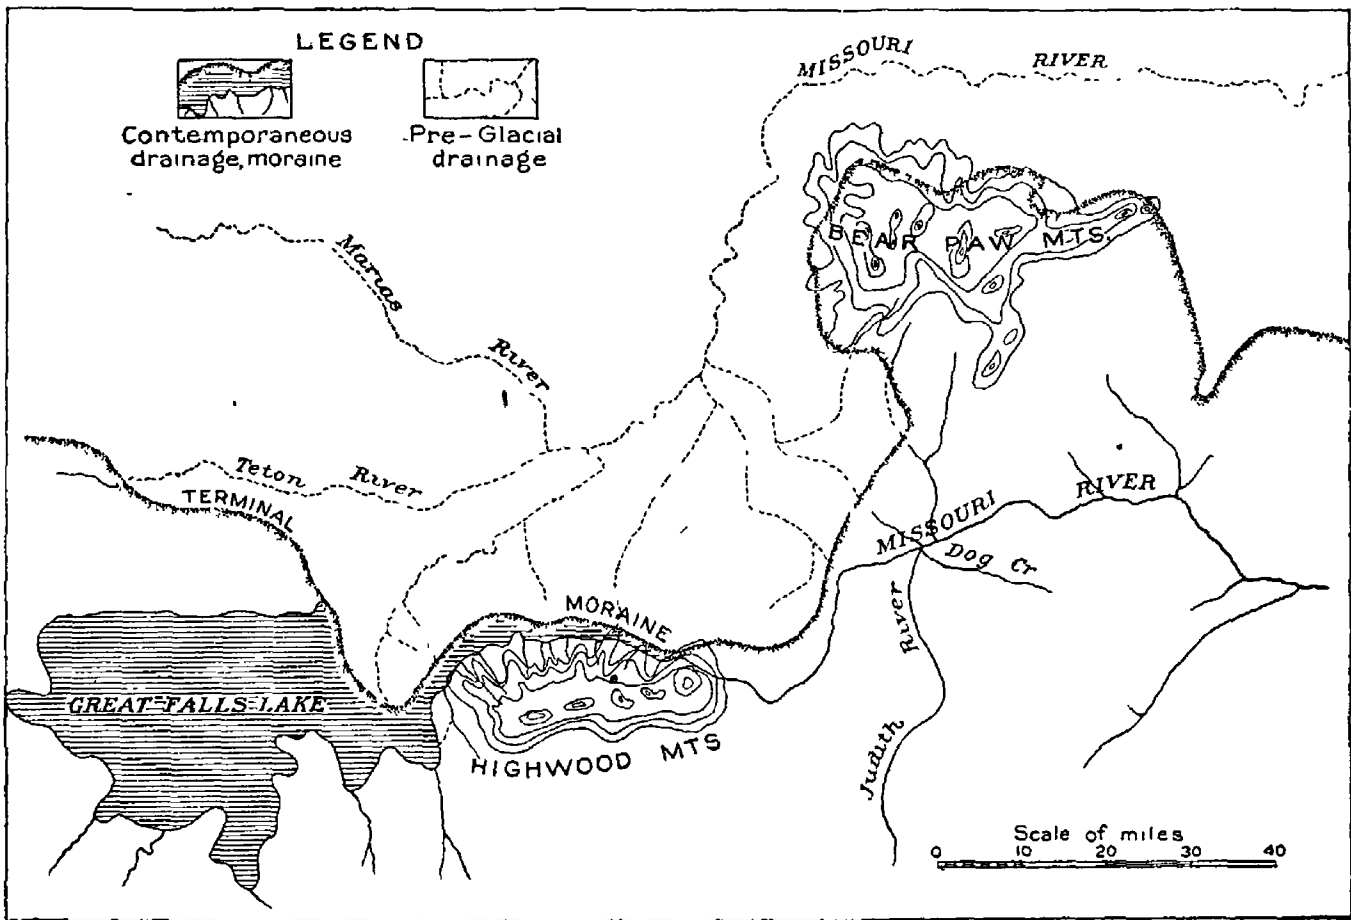 LEGEND
Contemporaneous
drainage, moraine
Pre-Glacial
drainage
MISSOURI RIVER
BEAR PAW MTS.
Marias River
Teton River
TERMINAL
MISSOURI RIVER
Dog Cr
MORAINE
River
Judith
GREAT FALLS LAKE
HIGHWOOD MTS
Scale of miles
0 10 20 30 40